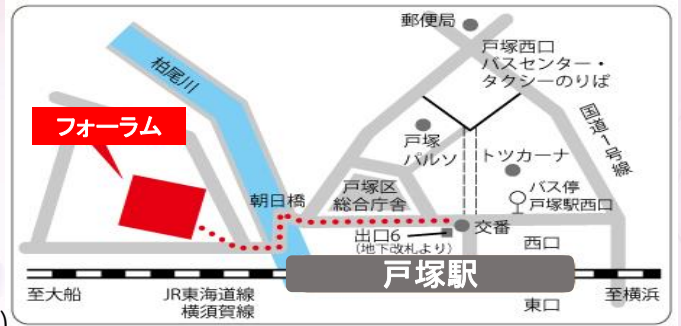 郵便局
戸塚西口
バスセンター・
タクシーのりば
柏尾川
国道1号線
フォーラム
戸塚
パルソ
トツカーナ
戸塚区
総合庁舎
バス停
戸塚駅西口
朝日橋
交番
出口6
(地下改札より)
西口
戸塚駅
至大船
JR東海道線
横須賀線
東口
至横浜
)